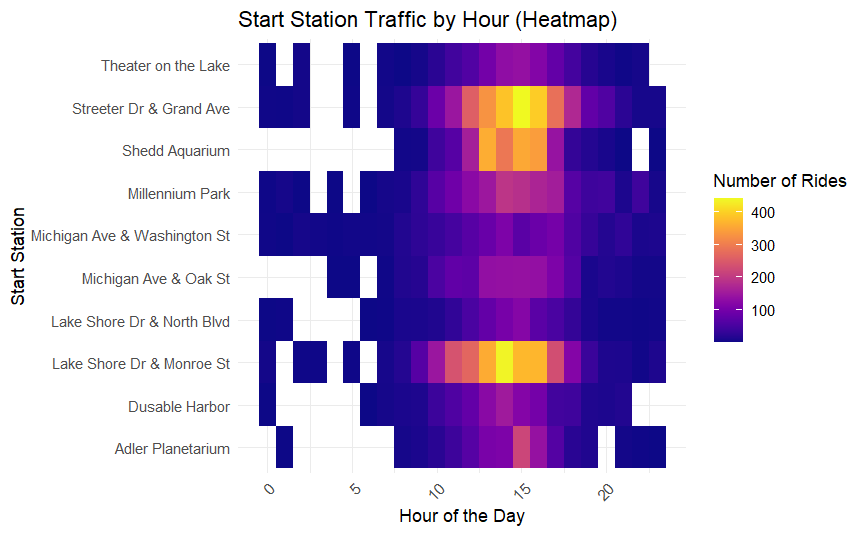 Start Station Traffic by Hour (Heatmap)
Start Station
Theater on the Lake
Streeter Dr & Grand Ave
Shedd Aquarium
Millennium Park
Michigan Ave & Washington St
Michigan Ave & Oak St
Lake Shore Dr & North Blvd
Lake Shore Dr & Monroe St
Dusable Harbor
Adler Planetarium
0
5
10
15
20
Hour of the Day
Number of Rides
400
300
200
100